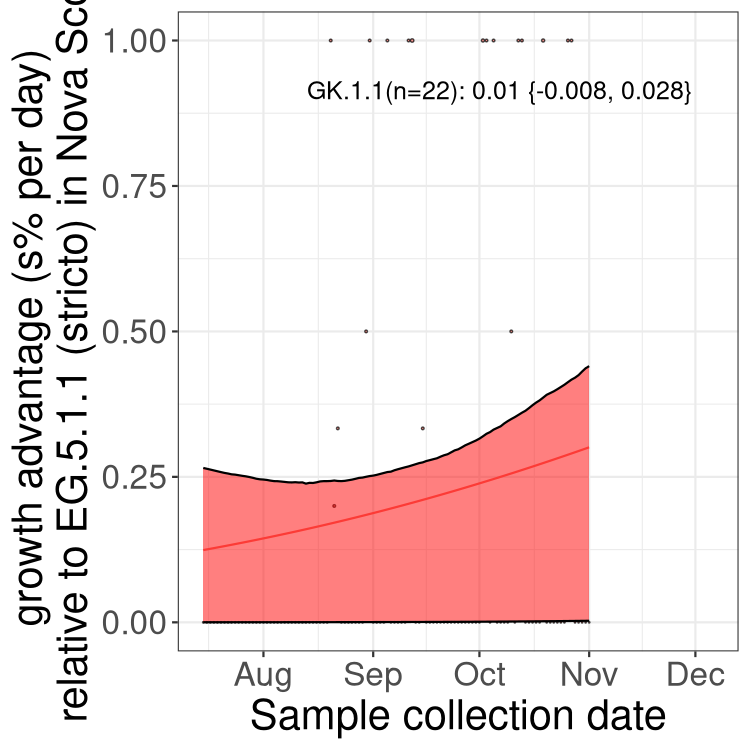 growth advantage (s% per day)
relative to EG.5.1.1 (stricto) in Nova Sco
1.00
0.75
0.50
0.25
0.00
GK.1.1(n=22): 0.01 {-0.008, 0.028}
Aug Sep Oct Nov Dec
Sample collection date